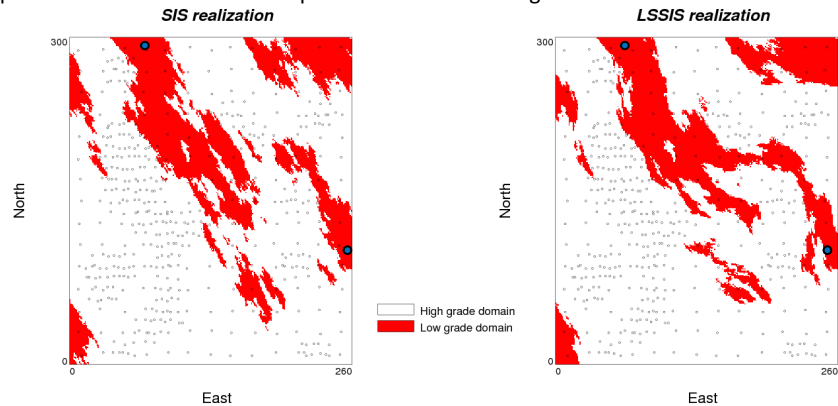 SIS realization
LSSIS realization
300
300
North
North
High grade domain
Low grade domain
0
0
0
260
0
260
East
East